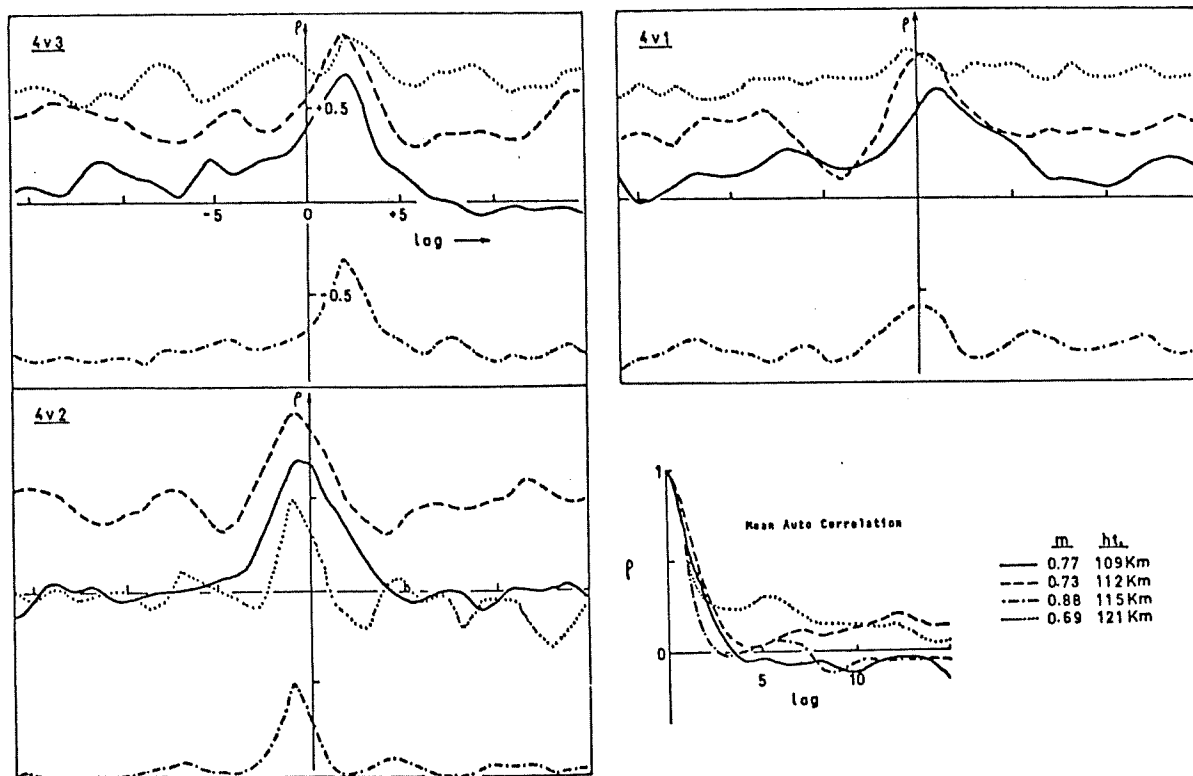 4v3
ρ
+0.5
-5
0
+5
lag
-0.5
4v1
ρ
4v2
ρ
1
Mean Auto Correlation
ρ
0
5
10
lag
m ht.
0.77 109Km
0.73 112Km
0.88 115Km
0.69 121Km